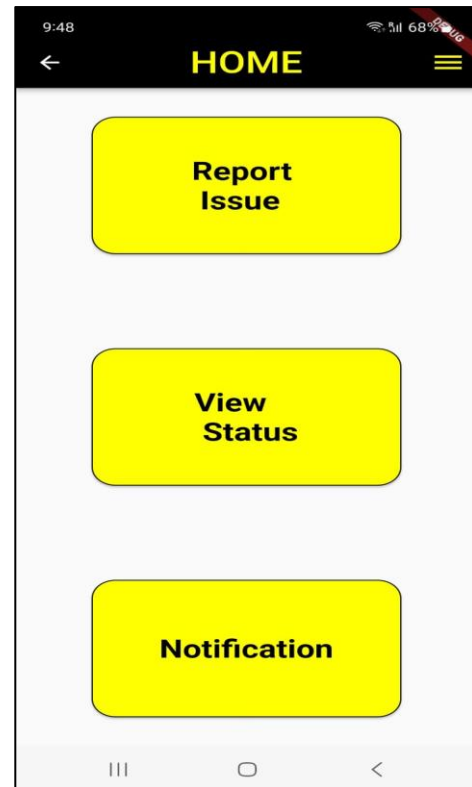 9:48 68%
DEBUG
HOME
Report
Issue
View
Status
Notification